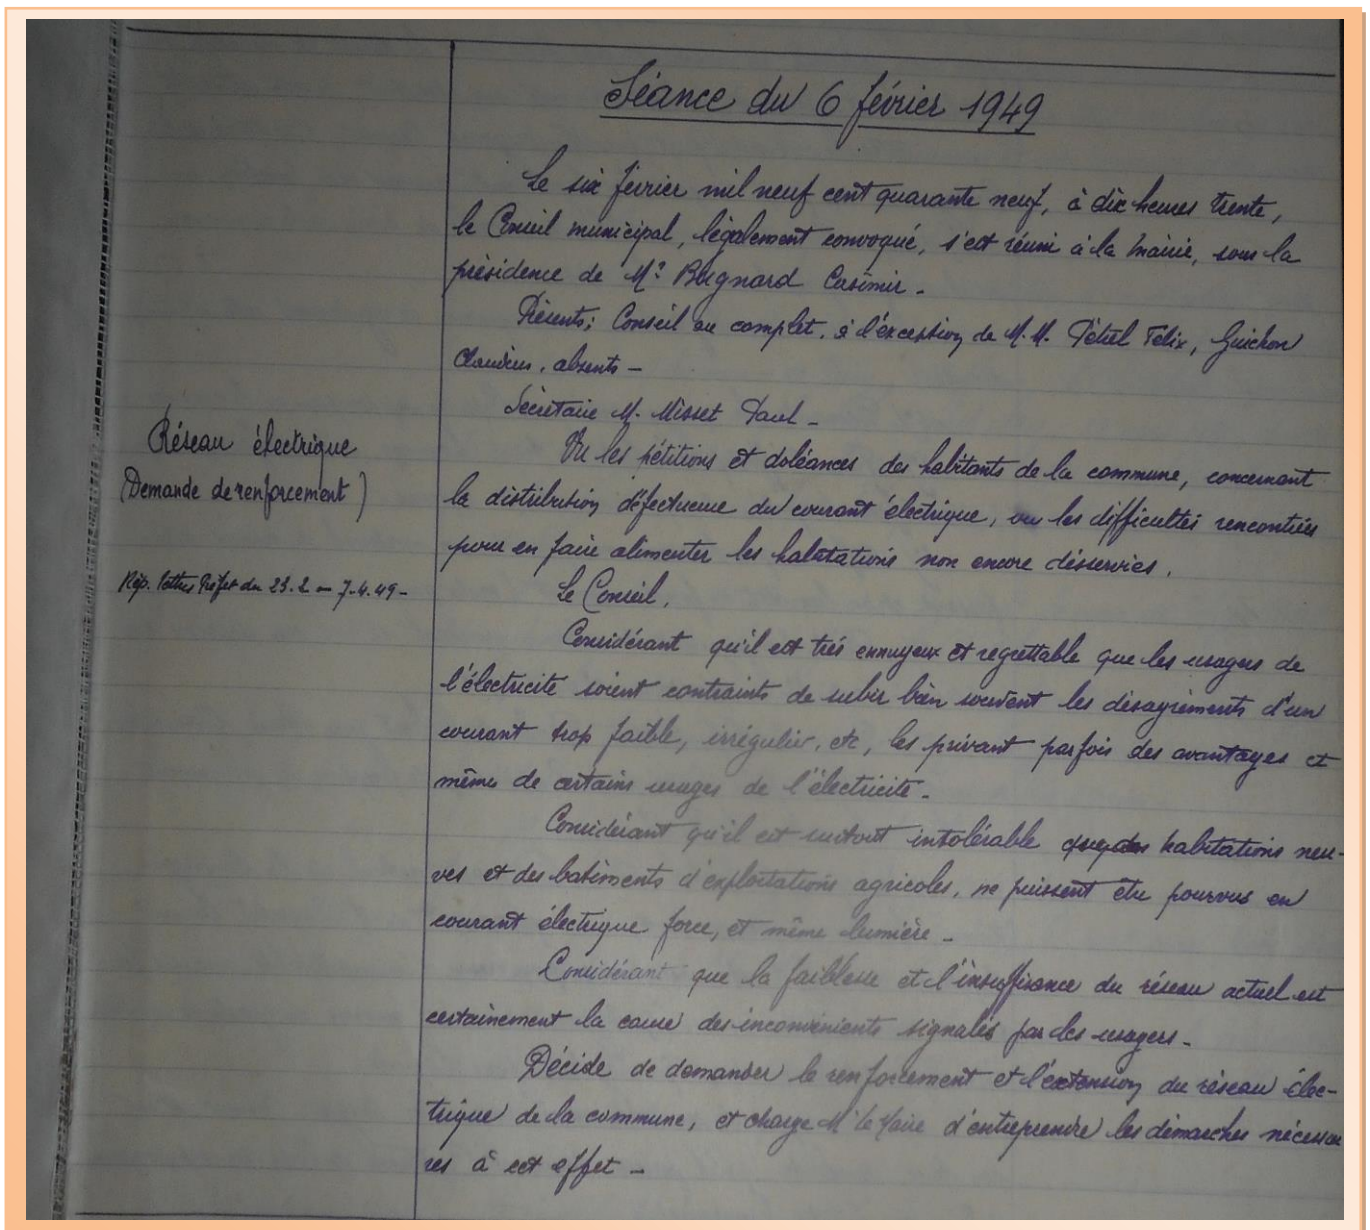 Séance du 6 février 1949
Le six février mil neuf cent quarante neuf, à dix heures trente,
le Conseil municipal, légalement convoqué, s'est réuni à la Mairie, sous la
présidence de Mr Casimir -
Présents: Conseil au complet, à l'exception de M.M. Pétel Félix, Guichon
Claudius, absents -
Secrétaire M. Misset Paul -
Réseau électrique
(Demande de renforcement)
Rép. lettres Préfet du 23.2 - 7-4-49 -
Vu les pétitions et doléances des habitants de la commune, concernant
la distribution défectueuse du courant électrique, ou les difficultés rencontrées
pour en faire alimenter les habitations non encore désservies,
Le Conseil,
Considérant qu'il est très ennuyeux et regrettable que les usagers de
l'électricité soient contraints de subir bien souvent les désagréments d'un
courant trop faible, irrégulier, etc, les privant parfois des avantages et
même de certains usages de l'électricité -
Considérant qu'il est surtout intolérable que des habitations neu-
ves et des batiments d'exploitations agricoles, ne puissent être pourvus en
courant électrique force, et même lumière -
Considérant que la faiblesse et l'insuffisance du réseau actuel est
certainement la cause des inconvénients signalés par les usagers -
Décide de demander le renforcement et l'extension du réseau élec-
trique de la commune, et charge Mr le Maire d'entreprendre les démarches nécessai
res à cet effet -